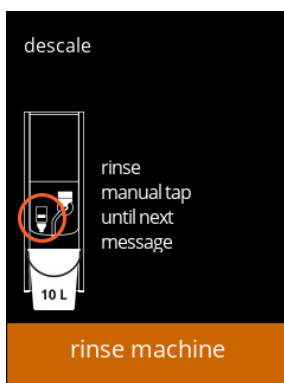 descale
rinse
manual tap
until next
message
10 L
rinse machine